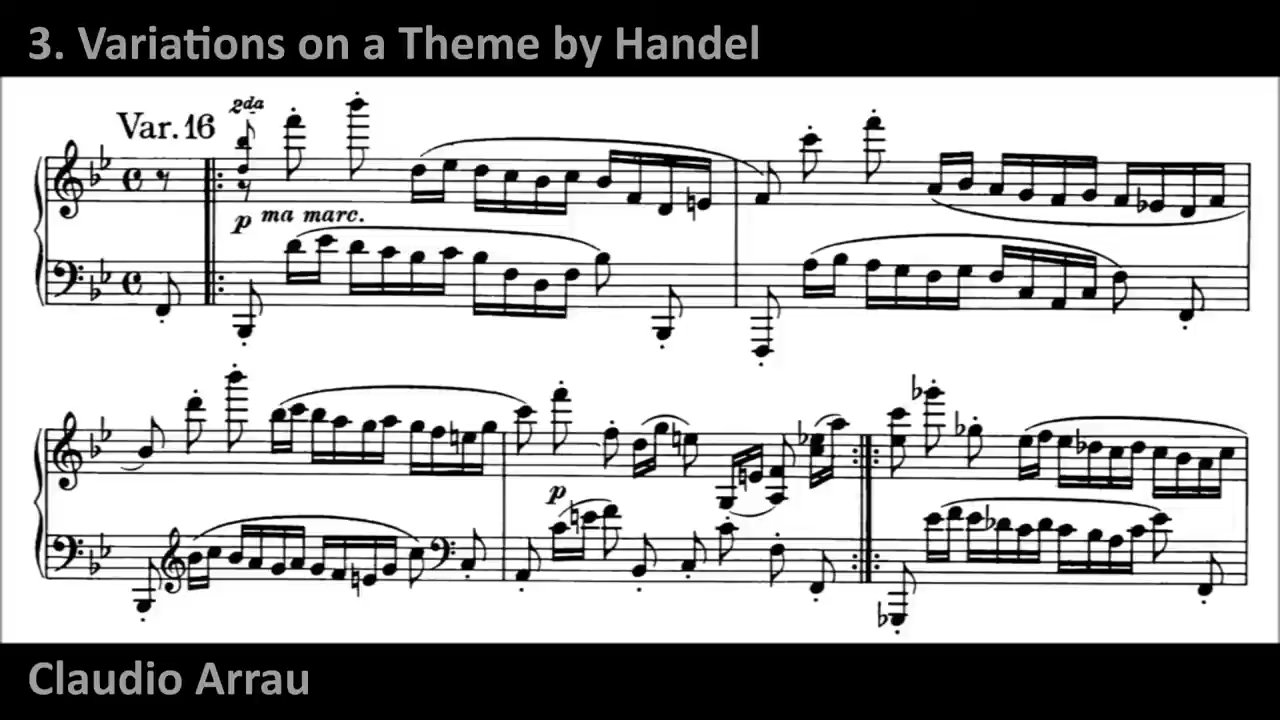 3. Variations on a Theme by Handel
Var. 16
2da
p ma marc.
p
Claudio Arrau